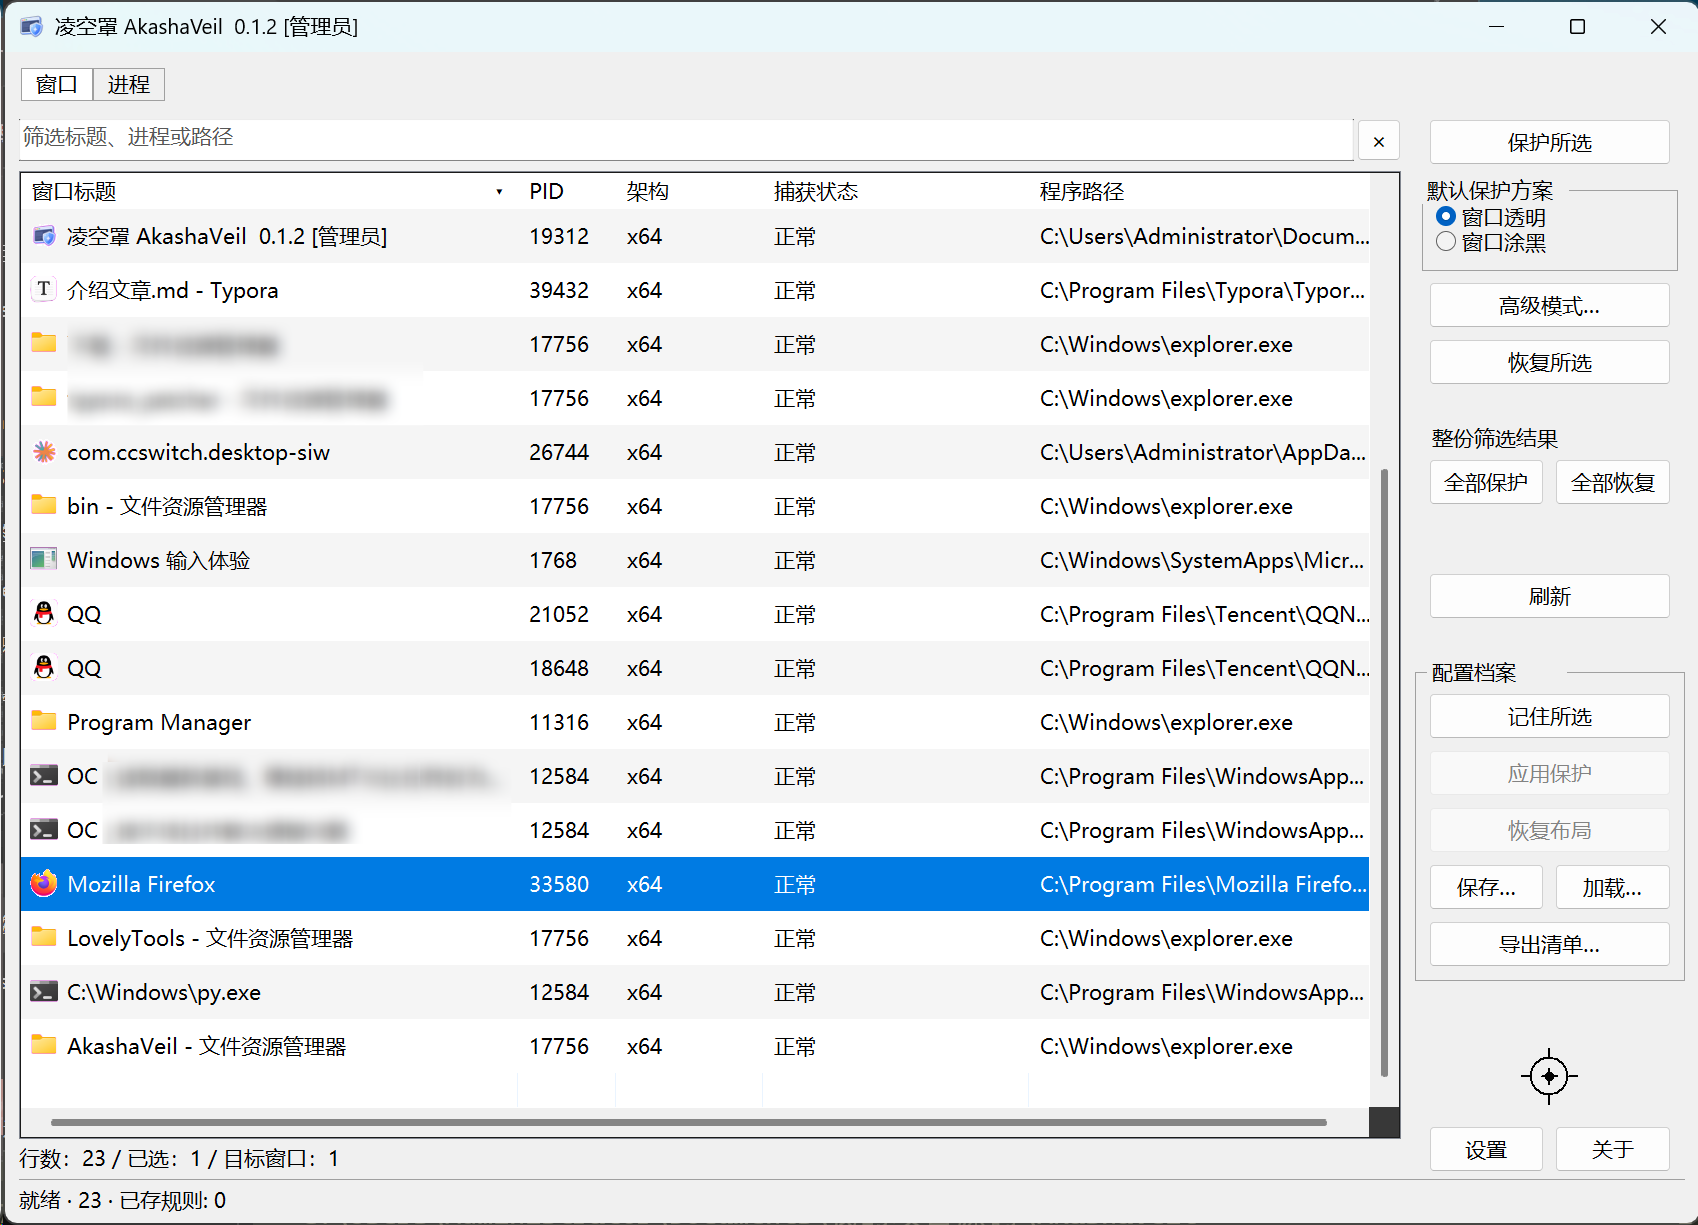 凌空罩 AkashaVeil 0.1.2 [管理员]
窗口 进程
筛选标题、进程或路径
窗口标题 PID 架构 捕获状态 程序路径
凌空罩 AkashaVeil 0.1.2 [管理员] 19312 x64 正常 C:\Users\Administrator\Docum...
T 介绍文章.md - Typora 39432 x64 正常 C:\Program Files\Typora\Typor...
17756 x64 正常 C:\Windows\explorer.exe
17756 x64 正常 C:\Windows\explorer.exe
com.ccswitch.desktop-siw 26744 x64 正常 C:\Users\Administrator\AppDa...
bin - 文件资源管理器 17756 x64 正常 C:\Windows\explorer.exe
Windows 输入体验 1768 x64 正常 C:\Windows\SystemApps\Micr...
QQ 21052 x64 正常 C:\Program Files\Tencent\QQN...
QQ 18648 x64 正常 C:\Program Files\Tencent\QQN...
Program Manager 11316 x64 正常 C:\Windows\explorer.exe
OC 12584 x64 正常 C:\Program Files\WindowsApp...
OC 12584 x64 正常 C:\Program Files\WindowsApp...
Mozilla Firefox 33580 x64 正常 C:\Program Files\Mozilla Firefo...
LovelyTools - 文件资源管理器 17756 x64 正常 C:\Windows\explorer.exe
C:\Windows\py.exe 12584 x64 正常 C:\Program Files\WindowsApp...
AkashaVeil - 文件资源管理器 17756 x64 正常 C:\Windows\explorer.exe
行数: 23 / 已选: 1 / 目标窗口: 1
就绪 · 23 · 已存规则: 0
保护所选
默认保护方案
窗口透明
窗口涂黑
高级模式...
恢复所选
整份筛选结果
全部保护 全部恢复
刷新
配置档案
记住所选
应用保护
恢复布局
保存... 加载...
导出清单...
设置 关于